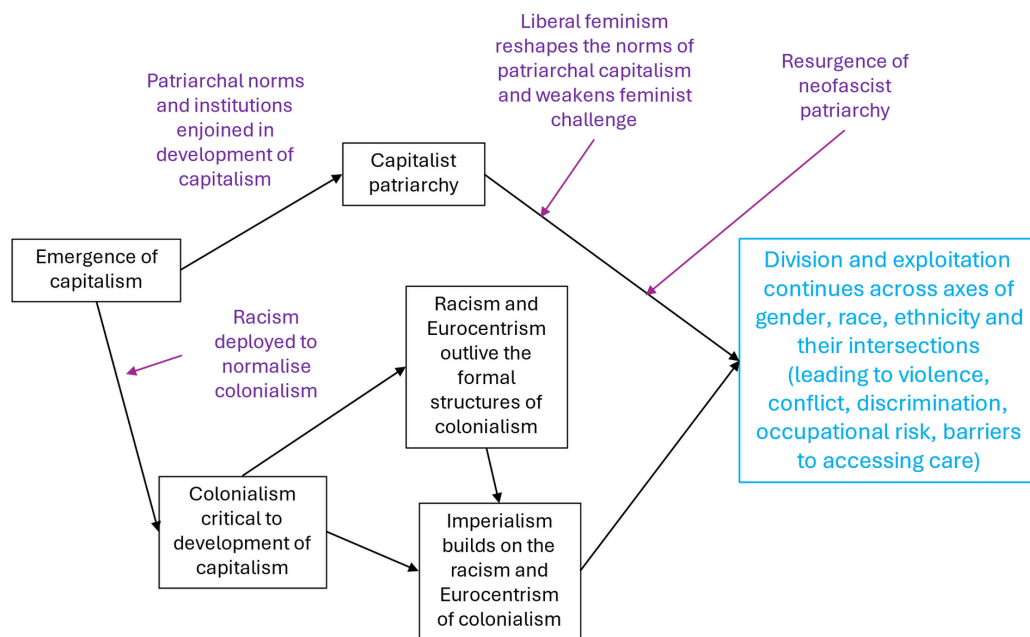 Liberal feminism
reshapes the norms of
patriarchal capitalism
and weakens feminist
challenge
Resurgence of
neofascist
patriarchy
Patriarchal norms
and institutions
enjoined in
development of
capitalism
Capitalist
patriarchy
Emergence of
capitalism
Racism
deployed to
normalise
colonialism
Racism and
Eurocentrism
outlive the
formal
structures of
colonialism
Division and exploitation
continues across axes of
gender, race, ethnicity and
their intersections
(leading to violence,
conflict, discrimination,
occupational risk, barriers
to accessing care)
Colonialism
critical to
development of
capitalism
Imperialism
builds on the
racism and
Eurocentrism
of colonialism